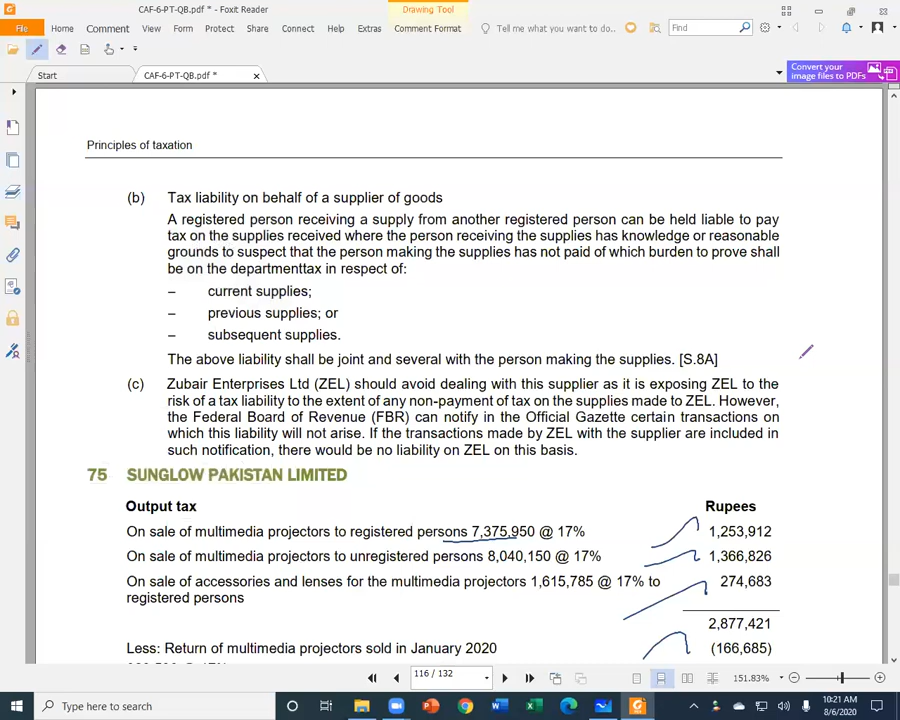 CAF-6-PT-QB.pdf * - Foxit Reader
Drawing Tool
File Home Comment View Form Protect Share Connect Help Extras Comment Format Tell me what you want to do.. Find
Start CAF-6-PT-QB.pdf * Convert your image files to PDFs
Principles of taxation
(b) Tax liability on behalf of a supplier of goods
A registered person receiving a supply from another registered person can be held liable to pay
tax on the supplies received where the person receiving the supplies has knowledge or reasonable
grounds to suspect that the person making the supplies has not paid of which burden to prove shall
be on the departmenttax in respect of:
– current supplies;
– previous supplies; or
– subsequent supplies.
The above liability shall be joint and several with the person making the supplies. [S.8A]
(c) Zubair Enterprises Ltd (ZEL) should avoid dealing with this supplier as it is exposing ZEL to the
risk of a tax liability to the extent of any non-payment of tax on the supplies made to ZEL. However,
the Federal Board of Revenue (FBR) can notify in the Official Gazette certain transactions on
which this liability will not arise. If the transactions made by ZEL with the supplier are included in
such notification, there would be no liability on ZEL on this basis.
75 SUNGLOW PAKISTAN LIMITED
Output tax Rupees
On sale of multimedia projectors to registered persons 7,375,950 @ 17% 1,253,912
On sale of multimedia projectors to unregistered persons 8,040,150 @ 17% 1,366,826
On sale of accessories and lenses for the multimedia projectors 1,615,785 @ 17% to 274,683
registered persons
2,877,421
Less: Return of multimedia projectors sold in January 2020 (166,685)
116 / 132
151.83%
Type here to search
10:21 AM
8/6/2020